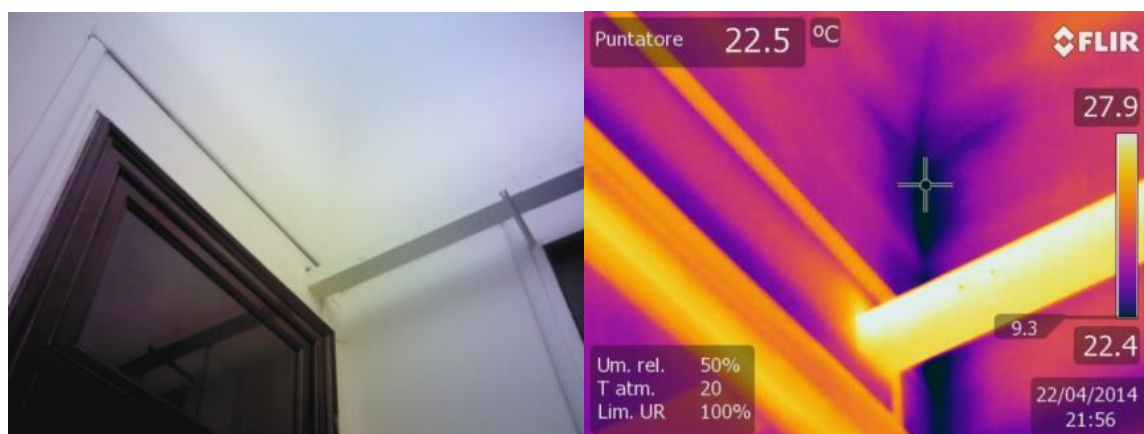 Puntatore 22.5 °C
FLIR
27.9
9.3
22.4
Um. rel. 50%
T atm. 20
Lim. UR 100%
22/04/2014
21:56